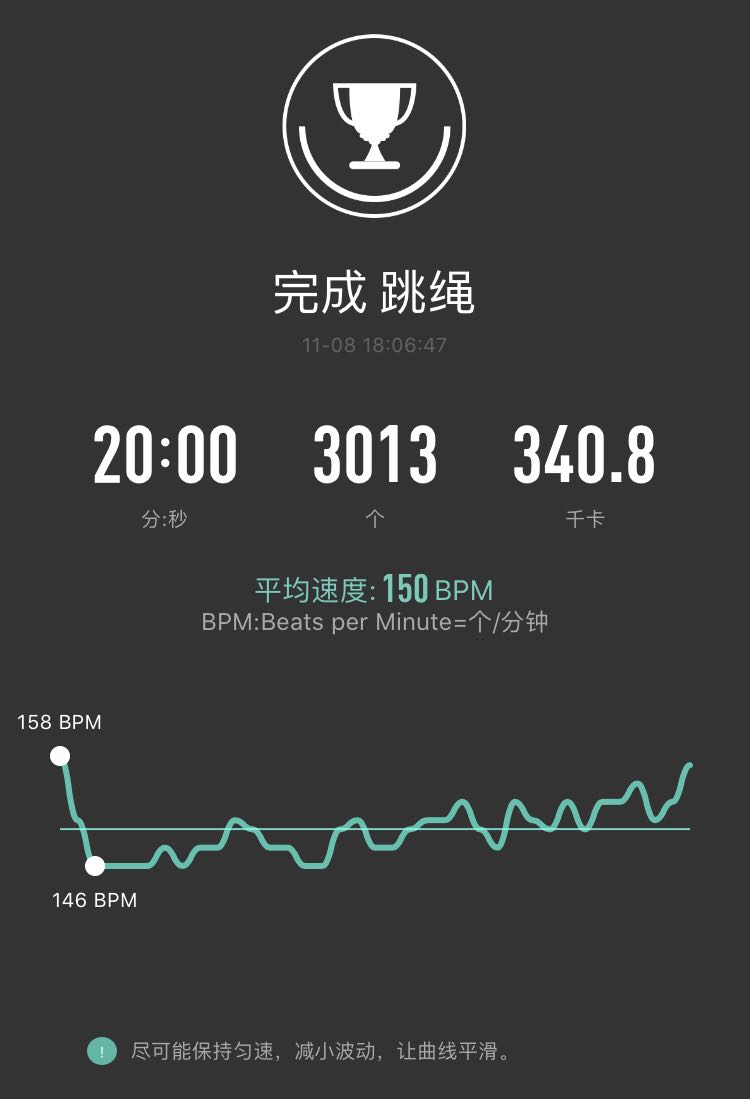 完成 跳绳
11-08 18:06:47
20:00 3013 340.8
分:秒 个 千卡
平均速度: 150 BPM
BPM:Beats per Minute=个/分钟
158 BPM
146 BPM
! 尽可能保持匀速，减小波动，让曲线平滑。